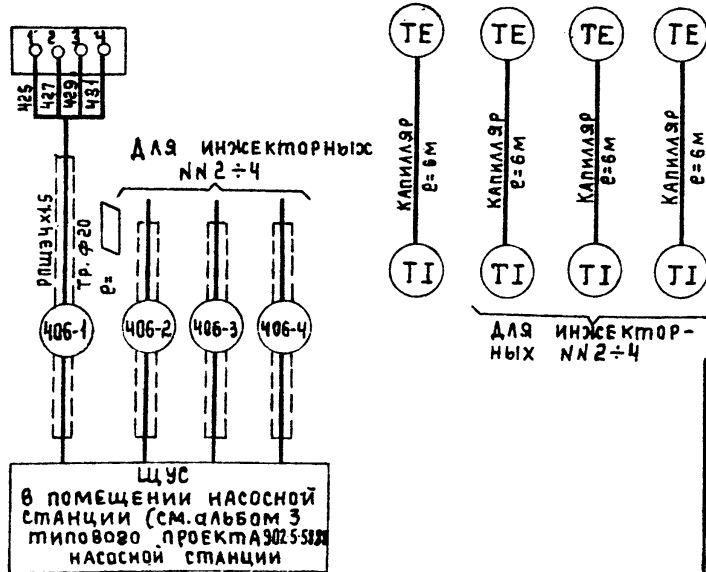 1 2 3 4
425 427 429 431
РПШЭ 4х1.5
ТР. Ф20
ℓ=
ДЛЯ ИНЖЕКТОРНЫХ
NN 2÷4
406-1 406-2 406-3 406-4
ЩУС
В ПОМЕЩЕНИИ НАСОСНОЙ
СТАНЦИИ (СМ. АЛЬБОМ 3
ТИПОВОГО ПРОЕКТА
НАСОСНОЙ СТАНЦИИ
TE TE TE TE
КАПИЛЛЯР
ℓ=6м
КАПИЛЛЯР
ℓ=6м
КАПИЛЛЯР
ℓ=6м
КАПИЛЛЯР
ℓ=6м
TI TI TI TI
ДЛЯ ИНЖЕКТОР-
НЫХ NN 2÷4